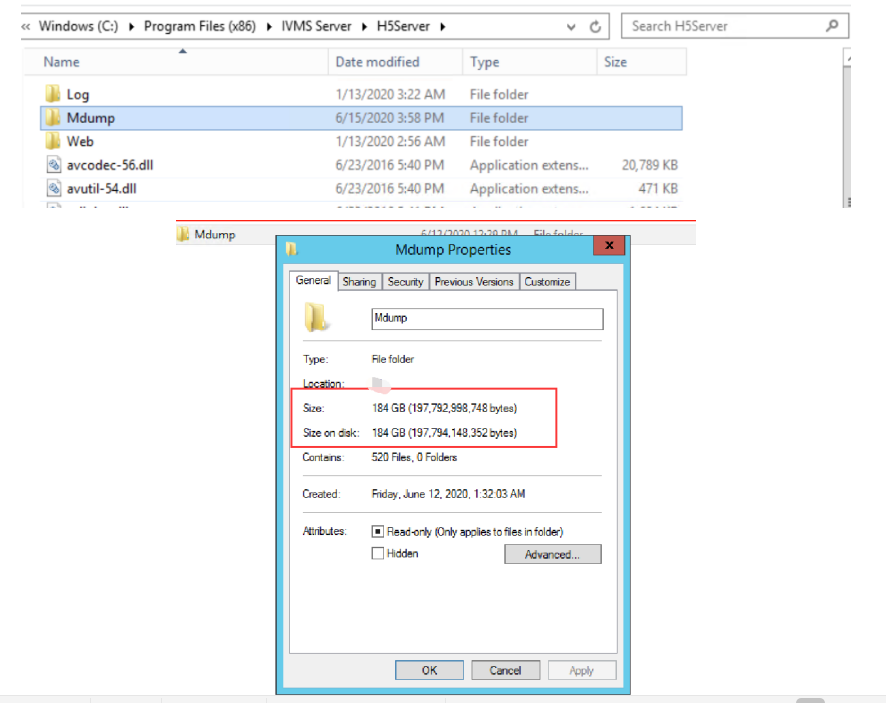 « Windows (C:) ▸ Program Files (x86) ▸ IVMS Server ▸ H5Server ▸ Search H5Server
Name Date modified Type Size
Log 1/13/2020 3:22 AM File folder
Mdump 6/15/2020 3:58 PM File folder
Web 1/13/2020 2:56 AM File folder
avcodec-56.dll 6/23/2016 5:40 PM Application extens... 20,789 KB
avutil-54.dll 6/23/2016 5:40 PM Application extens... 471 KB
Mdump 6/12/2020 12:28 PM File folder
Mdump Properties
General Sharing Security Previous Versions Customize
Mdump
Type: File folder
Location:
Size: 184 GB (197,792,998,748 bytes)
Size on disk: 184 GB (197,794,148,352 bytes)
Contains: 520 Files, 0 Folders
Created: Friday, June 12, 2020, 1:32:03 AM
Attributes: Read-only (Only applies to files in folder)
Hidden Advanced...
OK Cancel Apply